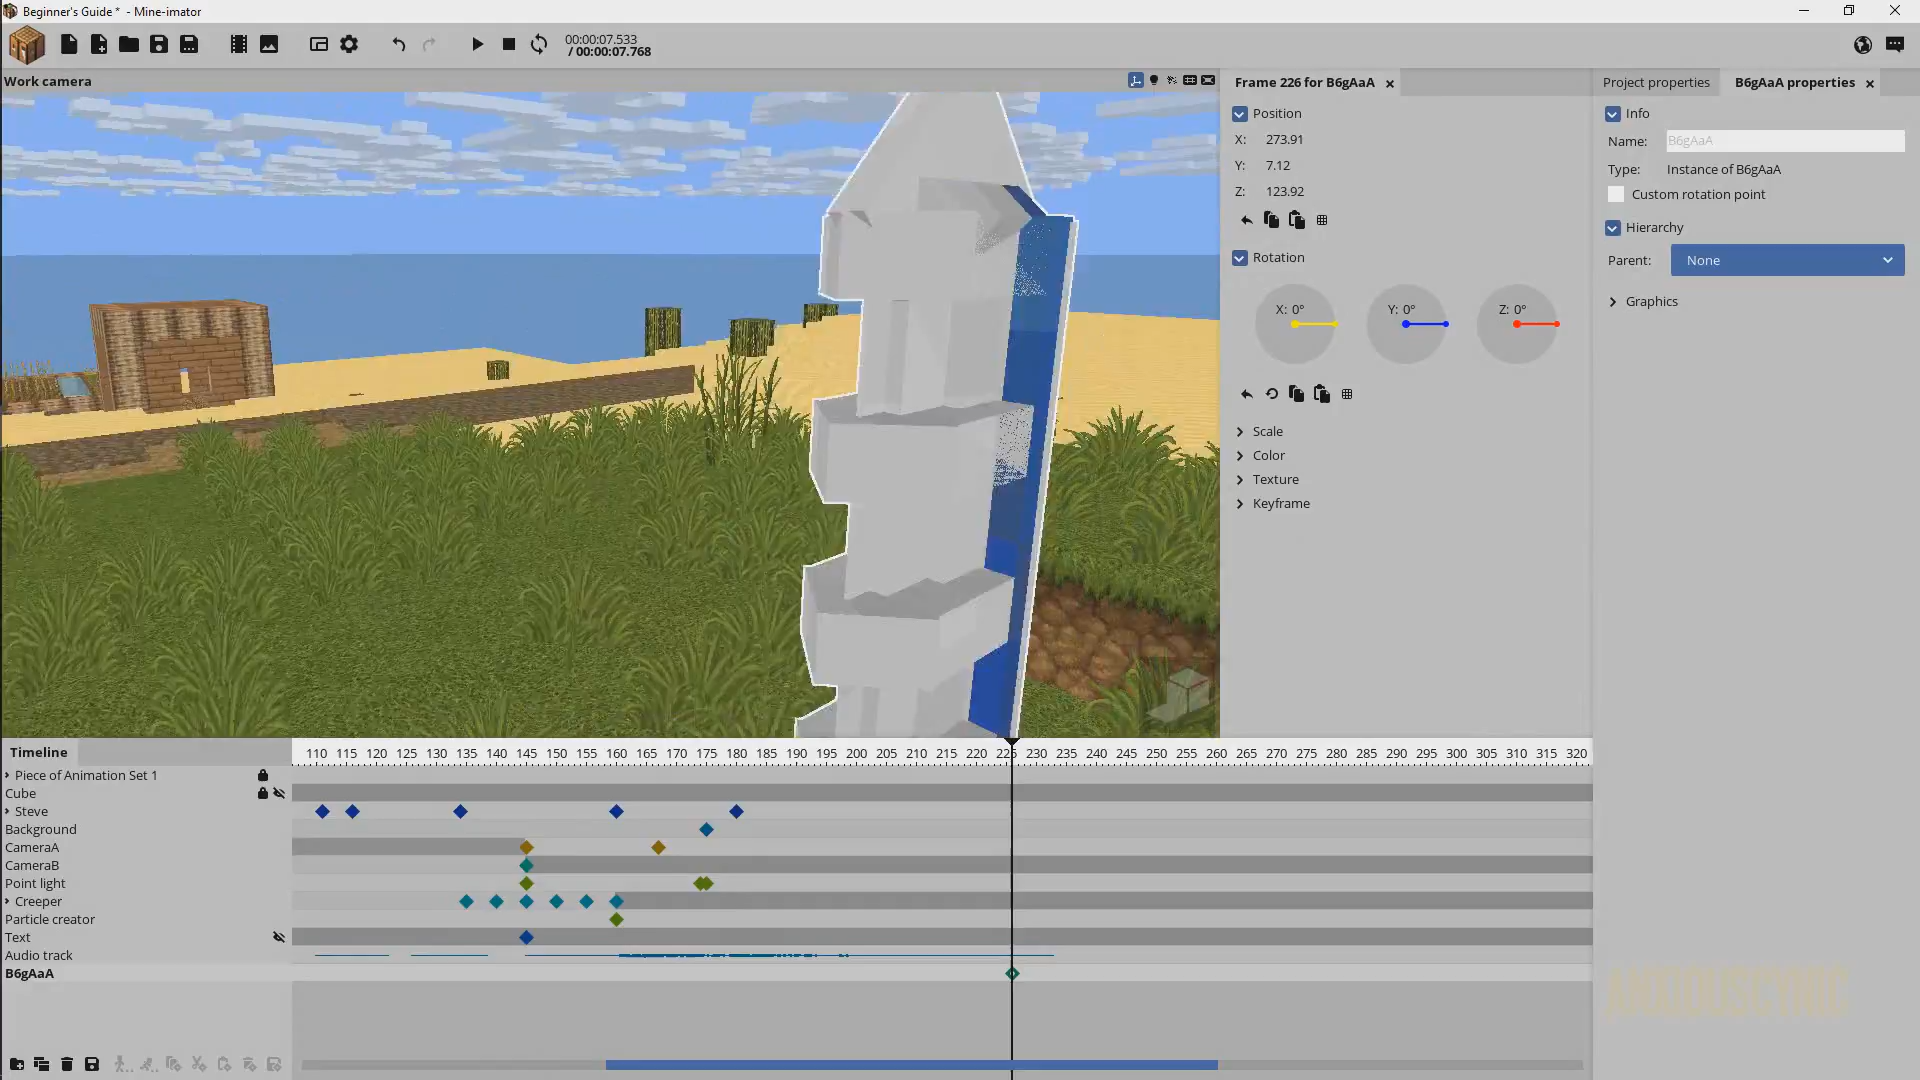 Beginner's Guide * - Mine-imator
00:00:07.533
/ 00:00:07.768
Work camera
Frame 226 for B6gAaA
Position
X: 273.91
Y: 7.12
Z: 123.92
Rotation
X: 0° Y: 0° Z: 0°
Scale
Color
Texture
Keyframe
Project properties B6gAaA properties
Info
Name: B6gAaA
Type: Instance of B6gAaA
Custom rotation point
Hierarchy
Parent: None
Graphics
Timeline
110 115 120 125 130 135 140 145 150 155 160 165 170 175 180 185 190 195 200 205 210 215 220 225 230 235 240 245 250 255 260 265 270 275 280 285 290 295 300 305 310 315 320
Piece of Animation Set 1
Cube
Steve
Background
CameraA
CameraB
Point light
Creeper
Particle creator
Text
Audio track
B6gAaA
ANXIOUSCYNIC